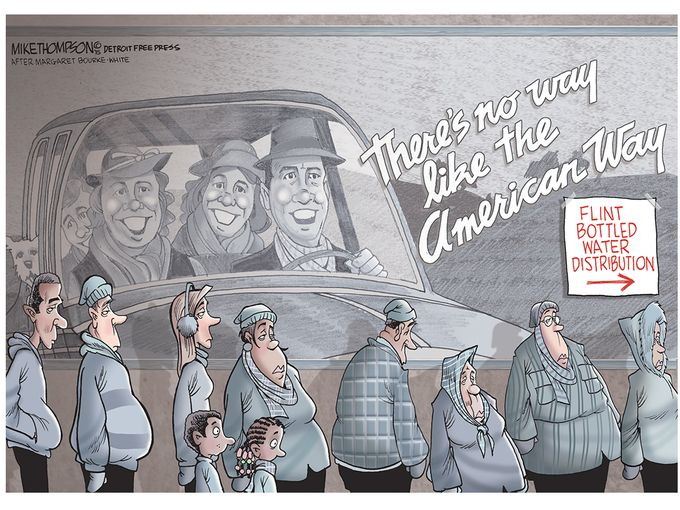 MIKETHOMPSON© DETROIT FREE PRESS
AFTER MARGARET BOURKE-WHITE
There's no way
like the
American Way
FLINT
BOTTLED
WATER
DISTRIBUTION